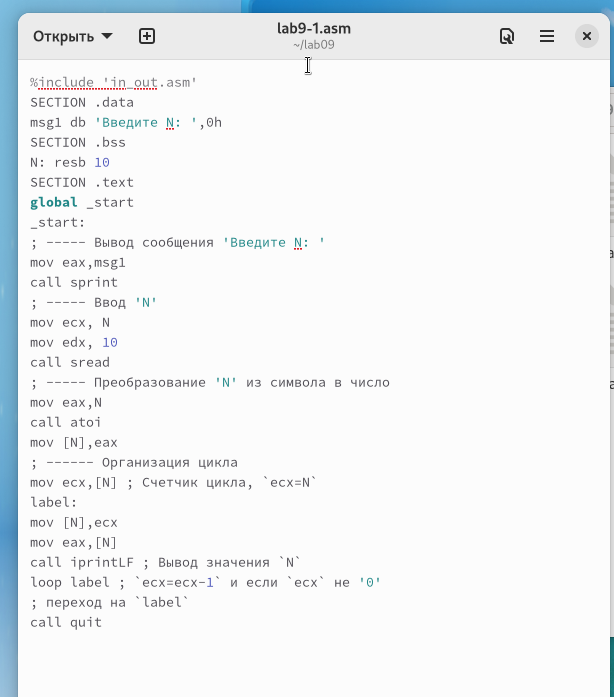 Открыть
lab9-1.asm
~/lab09
%include 'in_out.asm'
SECTION .data
msg1 db 'Введите N: ',0h
SECTION .bss
N: resb 10
SECTION .text
global _start
_start:
; ----- Вывод сообщения 'Введите N: '
mov eax,msg1
call sprint
; ----- Ввод 'N'
mov ecx, N
mov edx, 10
call sread
; ----- Преобразование 'N' из символа в число
mov eax,N
call atoi
mov [N],eax
; ------ Организация цикла
mov ecx,[N] ; Счетчик цикла, `ecx=N`
label:
mov [N],ecx
mov eax,[N]
call iprintLF ; Вывод значения `N`
loop label ; `ecx=ecx-1` и если `ecx` не '0'
; переход на `label`
call quit